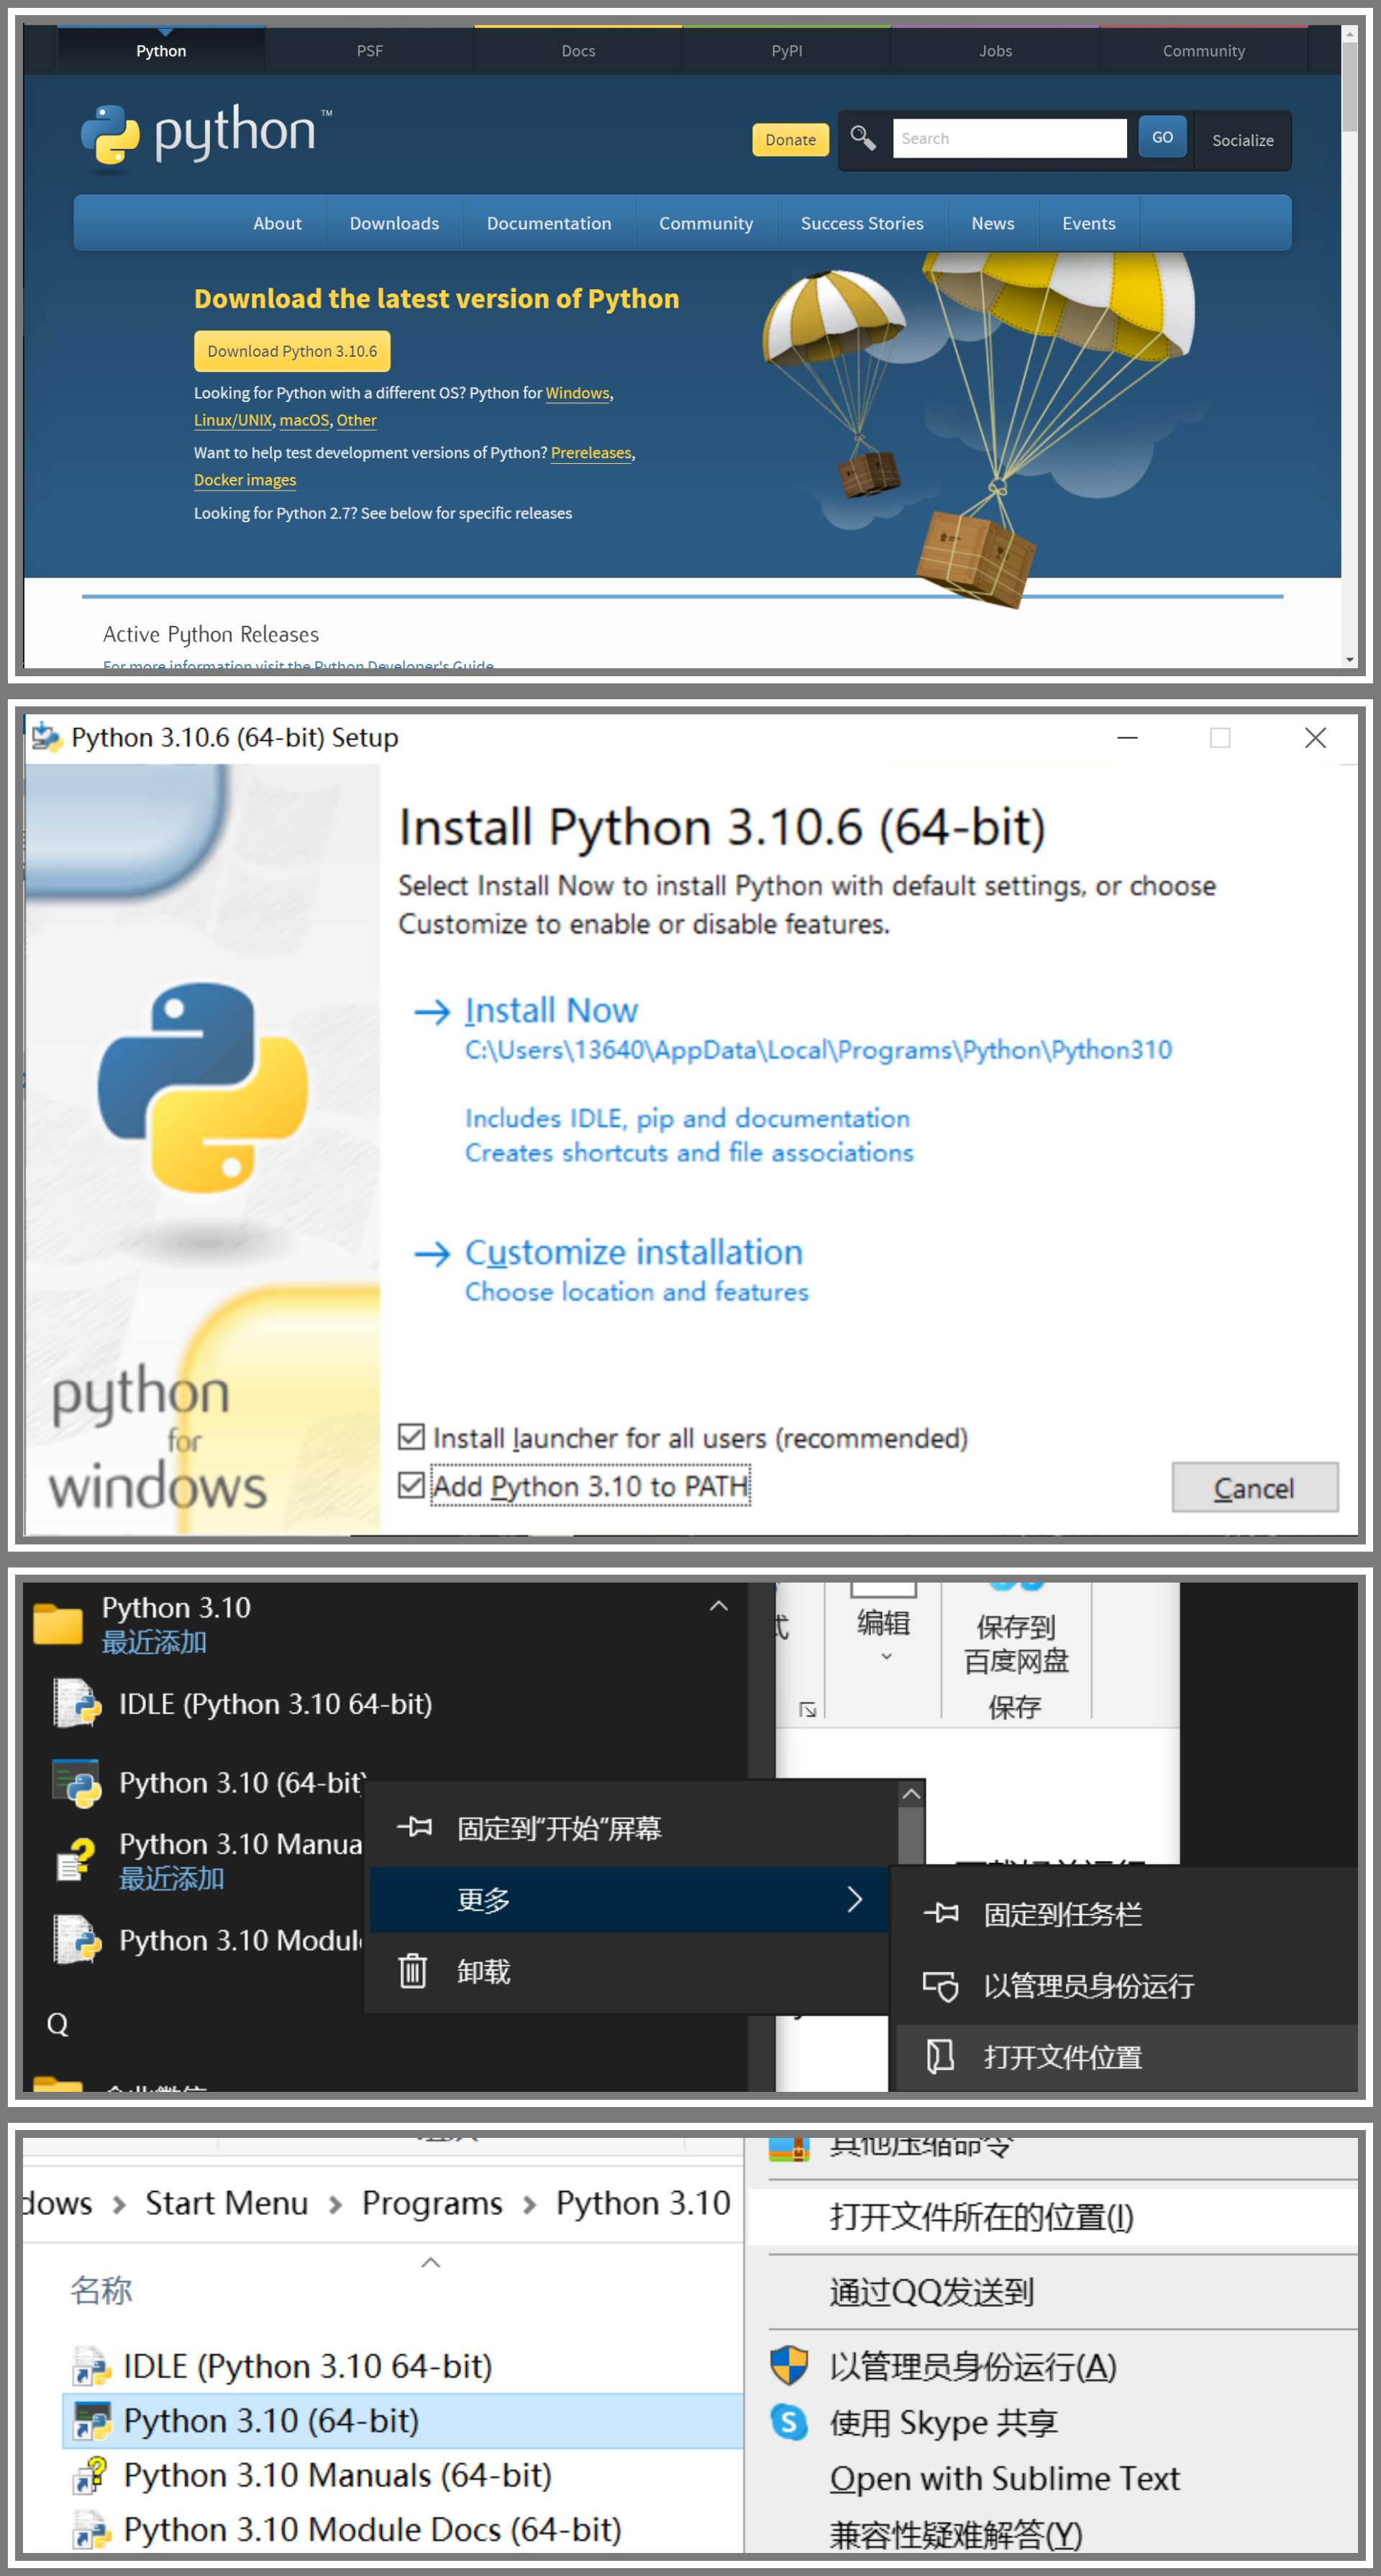 Python
PSF
Docs
PyPI
Jobs
Community
python™
Donate
Search
GO
Socialize
About
Downloads
Documentation
Community
Success Stories
News
Events
Download the latest version of Python
Download Python 3.10.6
Looking for Python with a different OS? Python for Windows,
Linux/UNIX, macOS, Other
Want to help test development versions of Python? Prereleases,
Docker images
Looking for Python 2.7? See below for specific releases
Active Python Releases
For more information visit the Python Developer's Guide
Python 3.10.6 (64-bit) Setup
Install Python 3.10.6 (64-bit)
Select Install Now to install Python with default settings, or choose
Customize to enable or disable features.
Install Now
C:\Users\13640\AppData\Local\Programs\Python\Python310
Includes IDLE, pip and documentation
Creates shortcuts and file associations
Customize installation
Choose location and features
python
for
windows
Install launcher for all users (recommended)
Add Python 3.10 to PATH
Cancel
Python 3.10
最近添加
IDLE (Python 3.10 64-bit)
Python 3.10 (64-bit)
Python 3.10 Manua
最近添加
Python 3.10 Modul
Q
编辑
保存到
百度网盘
保存
固定到“开始”屏幕
更多
卸载
固定到任务栏
以管理员身份运行
打开文件位置
dows > Start Menu > Programs > Python 3.10
名称
IDLE (Python 3.10 64-bit)
Python 3.10 (64-bit)
Python 3.10 Manuals (64-bit)
Python 3.10 Module Docs (64-bit)
其他压缩命令
打开文件所在的位置(I)
通过QQ发送到
以管理员身份运行(A)
使用 Skype 共享
Open with Sublime Text
兼容性疑难解答(Y)